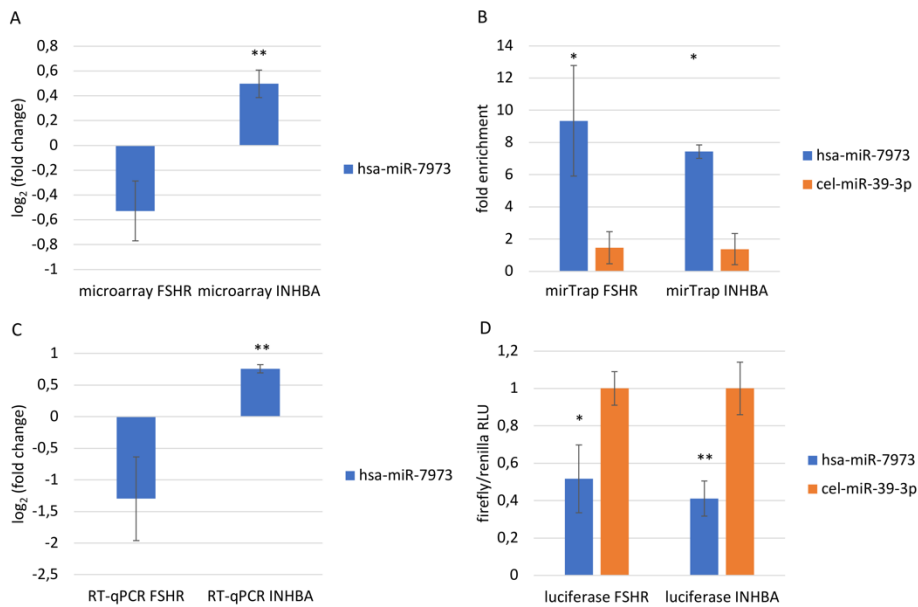 A
0,8
0,6
0,4
0,2
0
-0,2
-0,4
-0,6
-0,8
-1
log2 (fold change)
**
microarray FSHR
microarray INHBA
hsa-miR-7973
B
14
12
10
8
6
4
2
0
fold enrichment
*
*
mirTrap FSHR
mirTrap INHBA
hsa-miR-7973
cel-miR-39-3p
C
1
0,5
0
-0,5
-1
-1,5
-2
-2,5
log2 (fold change)
**
RT-qPCR FSHR
RT-qPCR INHBA
hsa-miR-7973
D
1,2
1
0,8
0,6
0,4
0,2
0
firefly/renilla RLU
*
**
luciferase FSHR
luciferase INHBA
hsa-miR-7973
cel-miR-39-3p